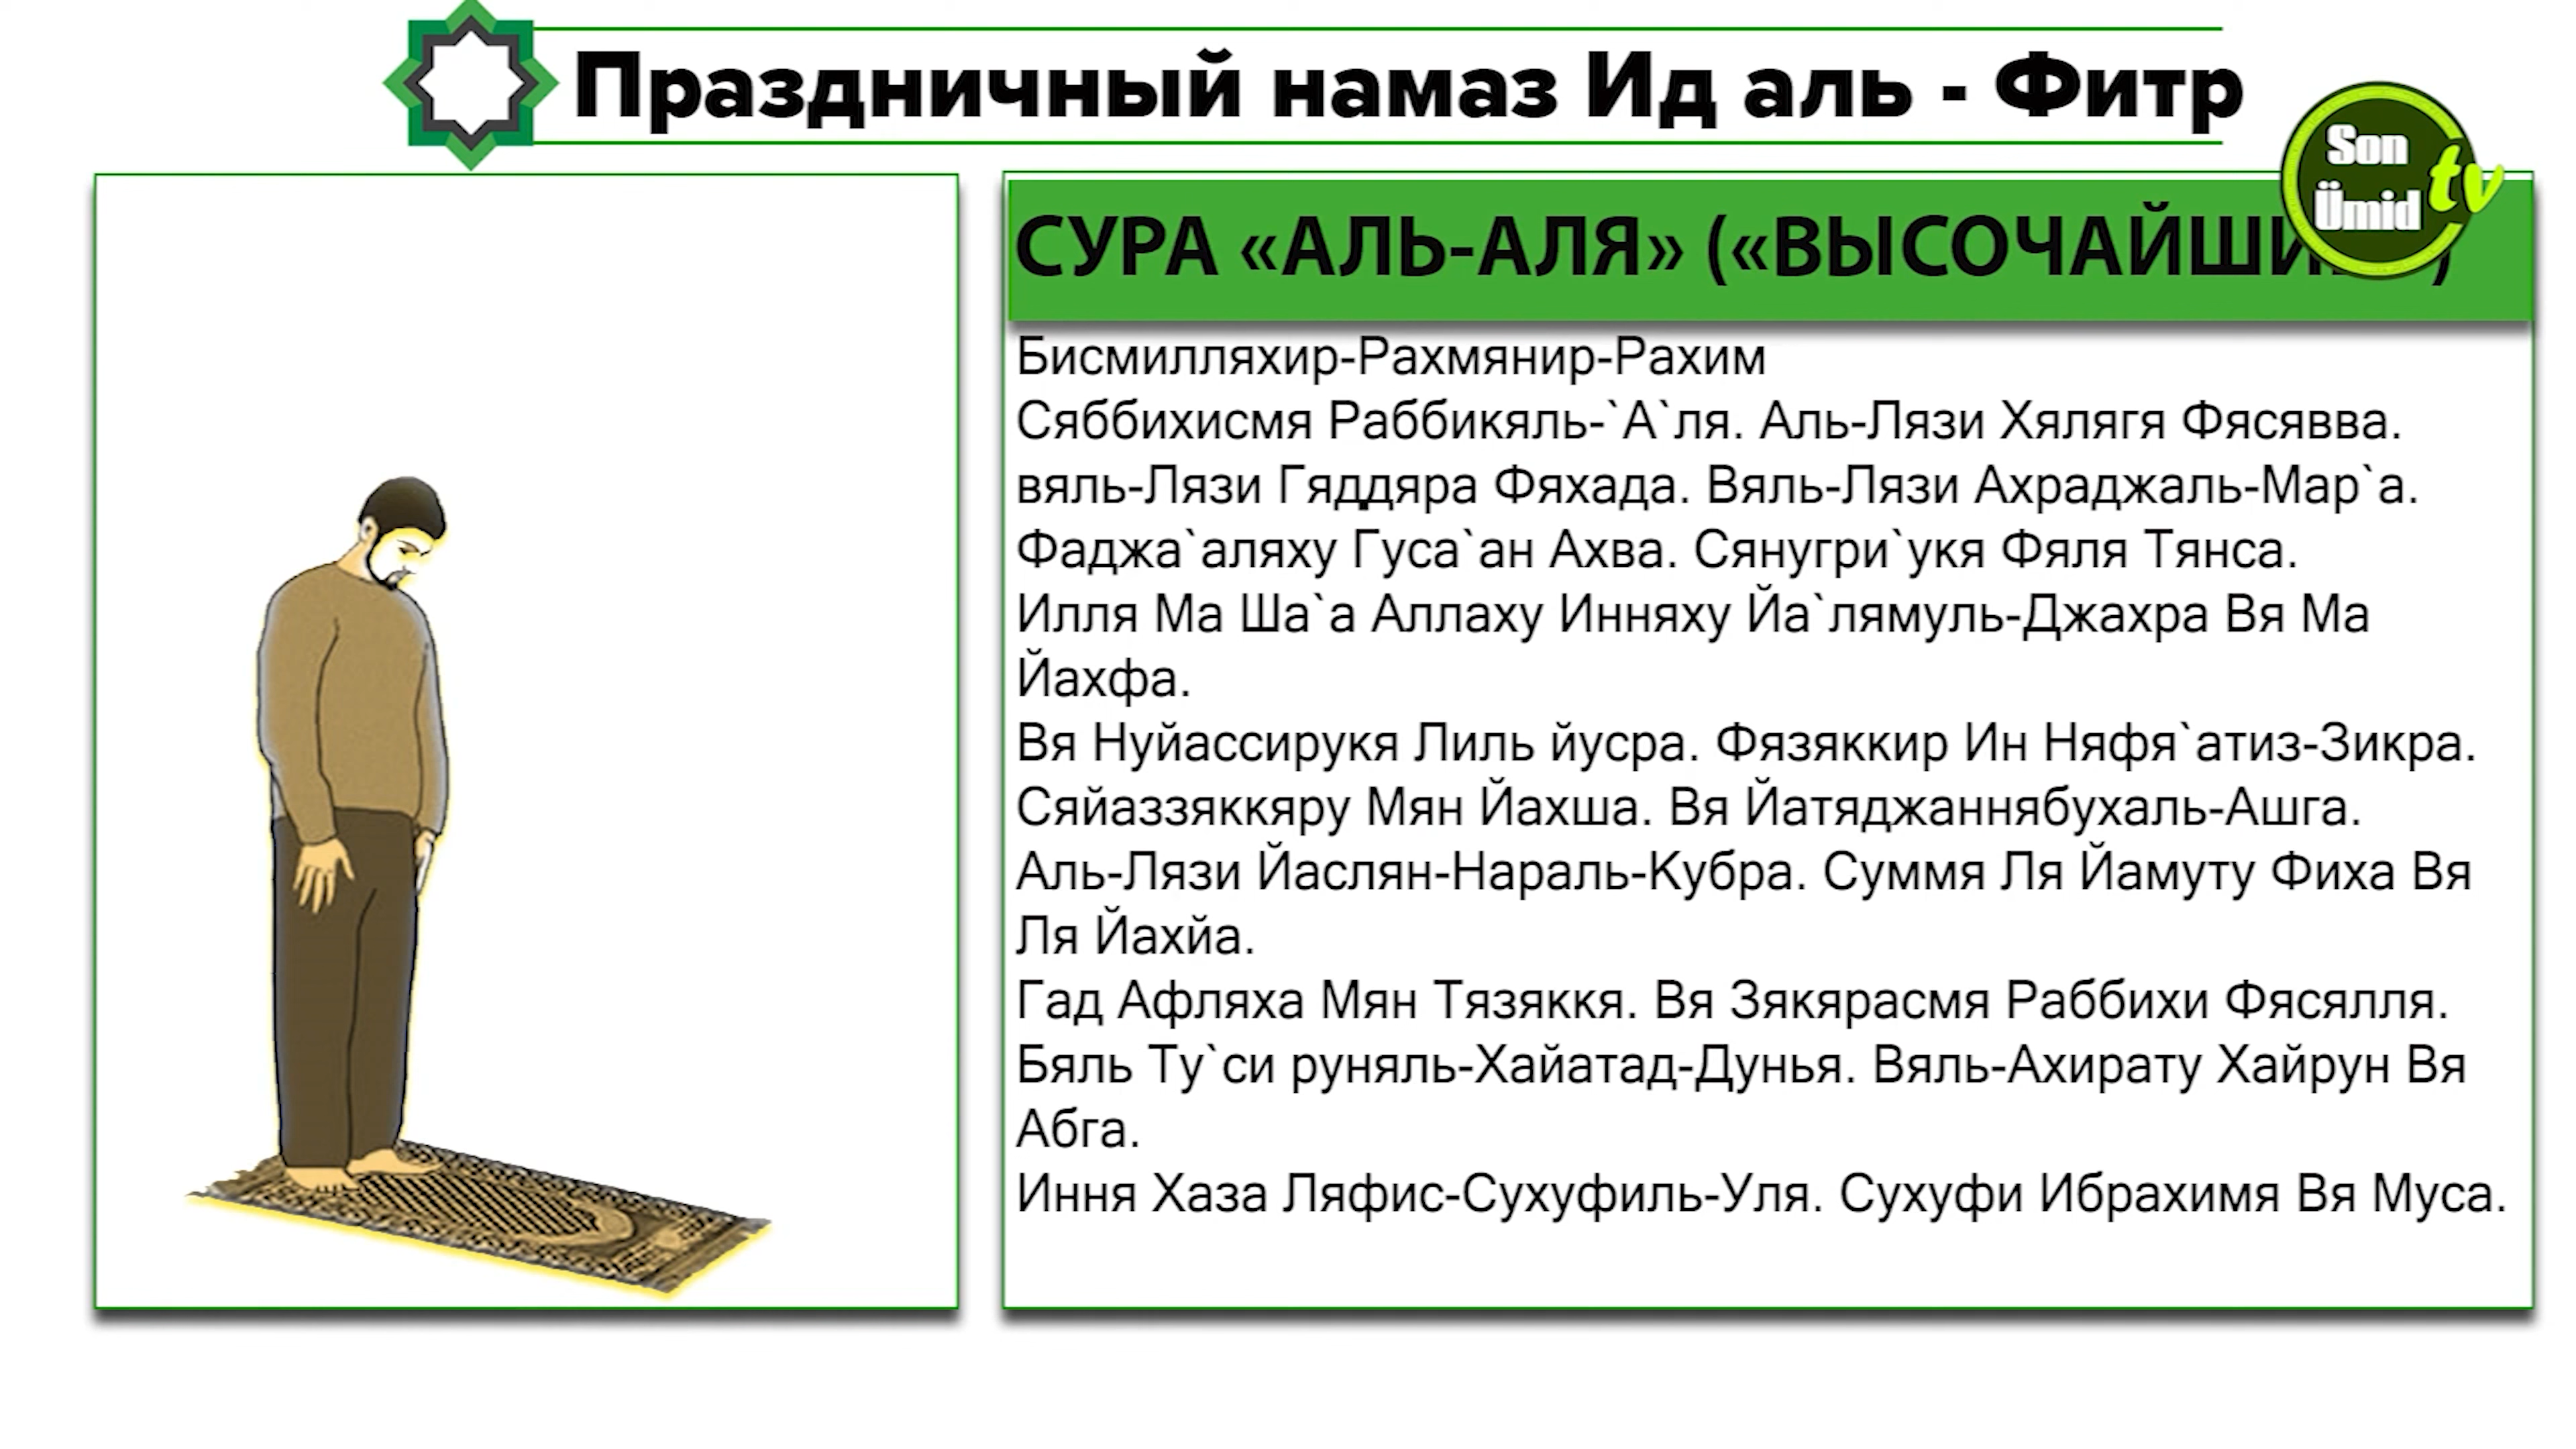 Праздничный намаз Ид аль - Фитр
Son
Ümid
tv
СУРА «АЛЬ-АЛЯ»
Бисмилляхир-Рахмянир-Рахим
Сяббихисмя Раббикяль-`А`ля. Аль-Лязи Хялягя Фясявва.
вяль-Лязи Гяддяра Фяхада. Вяль-Лязи Ахраджаль-Мар`а.
Фаджа`аляху Гуса`ан Ахва. Сянугри`укя Фяля Тянса.
Илля Ма Ша`а Аллаху Инняху Йа`лямуль-Джахра Вя Ма
Йахфа.
Вя Нуйассирукя Лиль йусра. Фязяккир Ин Няфя`атиз-Зикра.
Сяйаззяккяру Мян Йахша. Вя Йатяджаннябухаль-Ашга.
Аль-Лязи Йаслян-Нараль-Кубра. Суммя Ля Йамуту Фиха Вя
Ля Йахйа.
Гад Афляха Мян Тязяккя. Вя Зякярасмя Раббихи Фясялля.
Бяль Ту`си руняль-Хайатад-Дунья. Вяль-Ахирату Хайрун Вя
Абга.
Иння Хаза Ляфис-Сухуфиль-Уля. Сухуфи Ибрахимя Вя Муса.